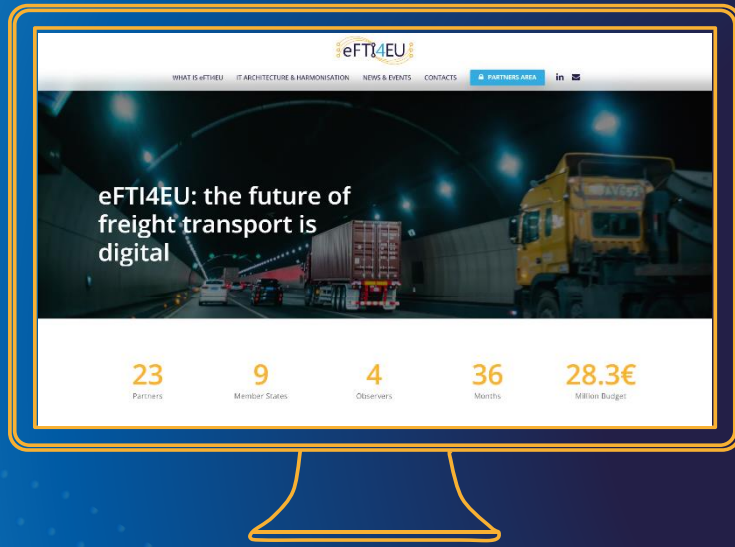 eFTI4EU
WHAT IS eFTI4EU IT ARCHITECTURE & HARMONISATION NEWS & EVENTS CONTACTS PARTNERS AREA in
eFTI4EU: the future of
freight transport is
digital
23 9 4 36 28.3€
Partners Member States Observers Months Million Budget